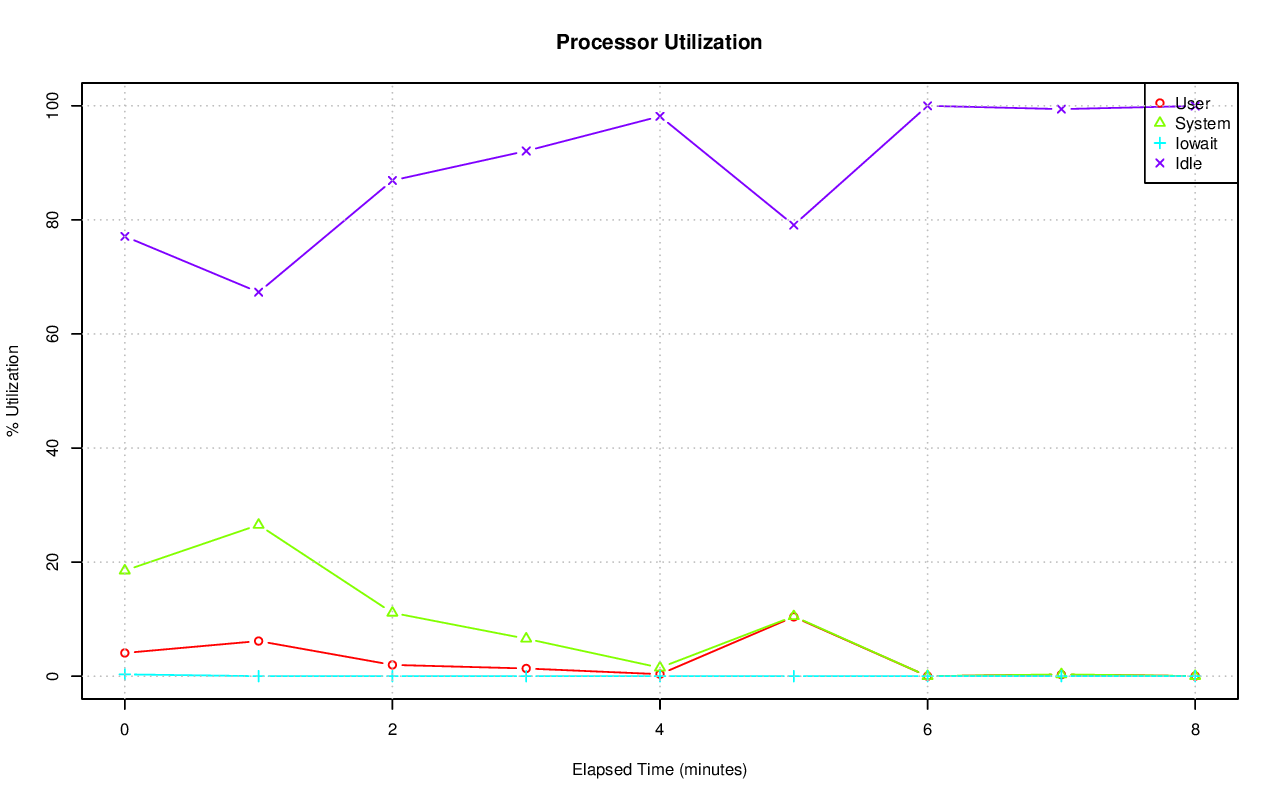 Processor Utilization
100
80
60
40
20
0
% Utilization
User
System
Iowait
Idle
0 2 4 6 8
Elapsed Time (minutes)